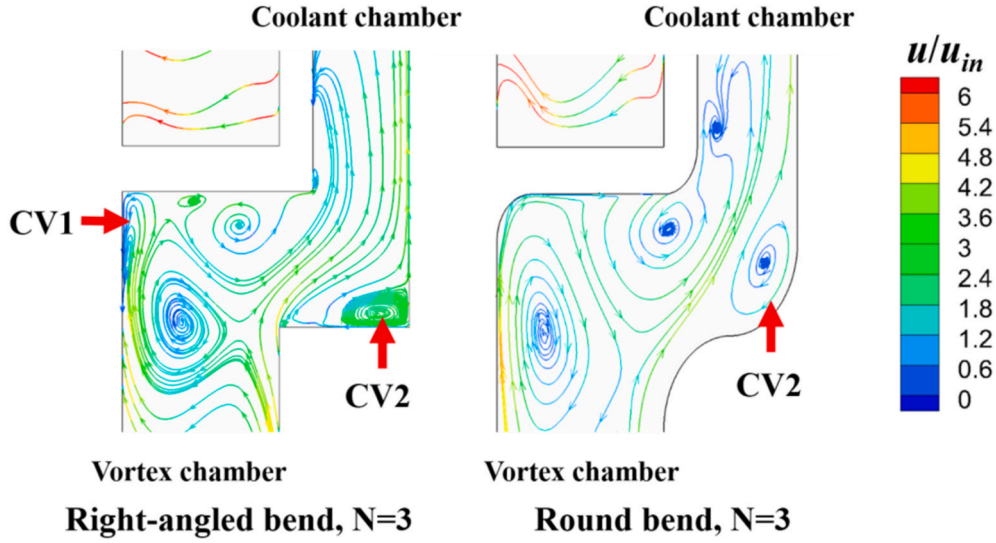 Coolant chamber
Coolant chamber
u/u_in
6
5.4
4.8
4.2
3.6
3
2.4
1.8
1.2
0.6
0
CV1
CV2
CV2
Vortex chamber
Vortex chamber
Right-angled bend, N=3
Round bend, N=3